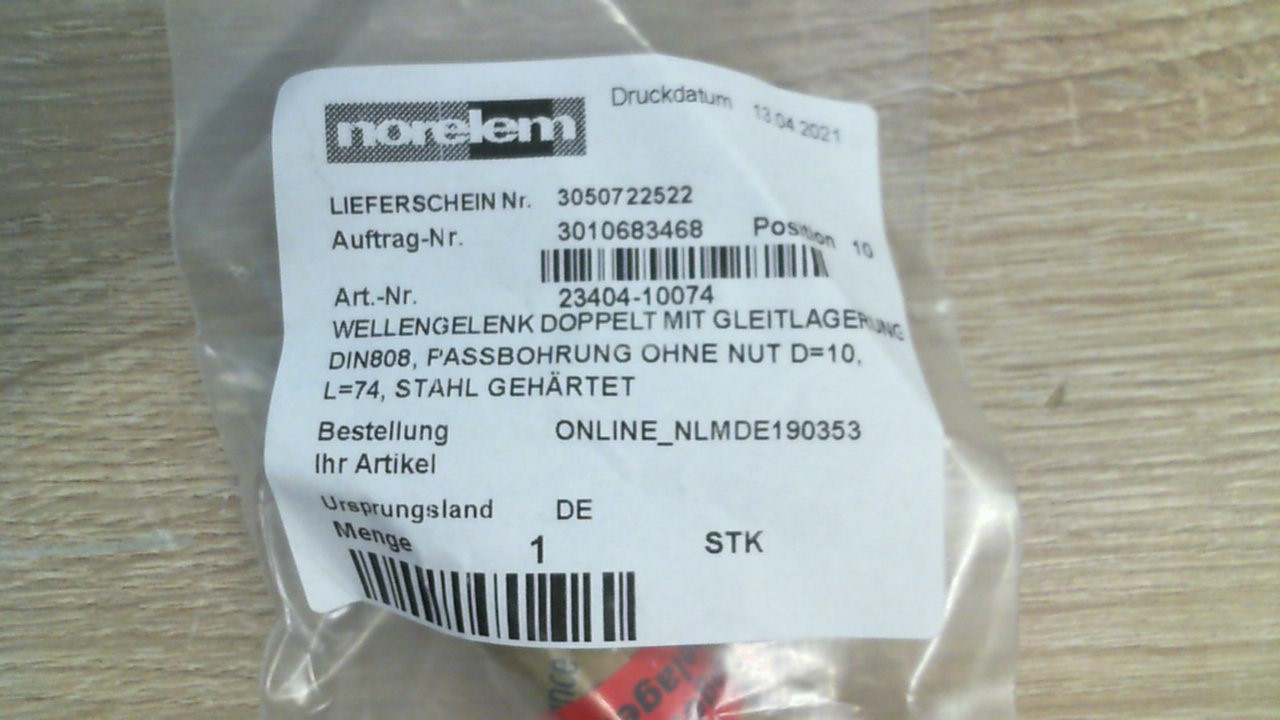 norelem
Druckdatum 13.04.2021
LIEFERSCHEIN Nr. 3050722522
Auftrag-Nr. 3010683468 Position 10
Art.-Nr. 23404-10074
WELLENGELENK DOPPELT MIT GLEITLAGERUNG
DIN808, PASSBOHRUNG OHNE NUT D=10,
L=74, STAHL GEHÄRTET
Bestellung ONLINE_NLMDE190353
Ihr Artikel
Ursprungsland DE
Menge 1 STK